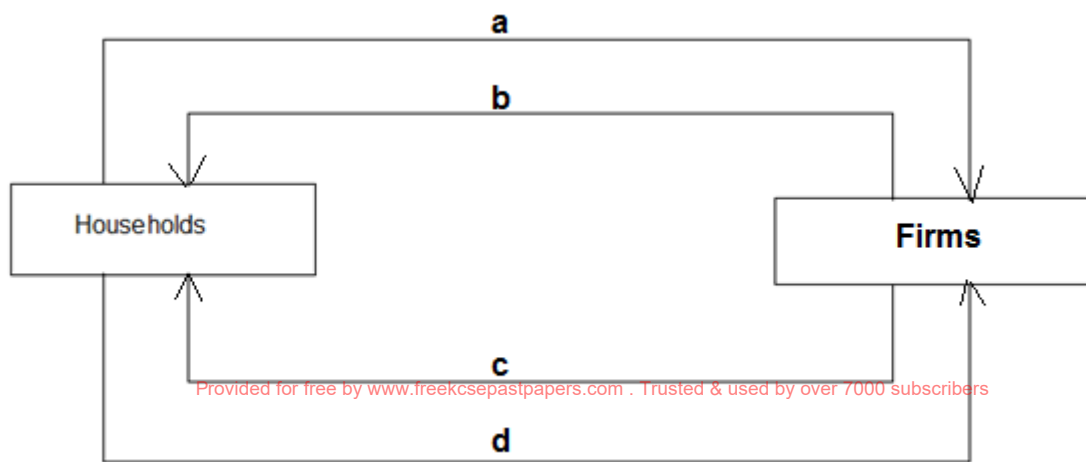 a
b
Households
Firms
c
Provided for free by www.freekcsepastpapers.com . Trusted & used by over 7000 subscribers
d